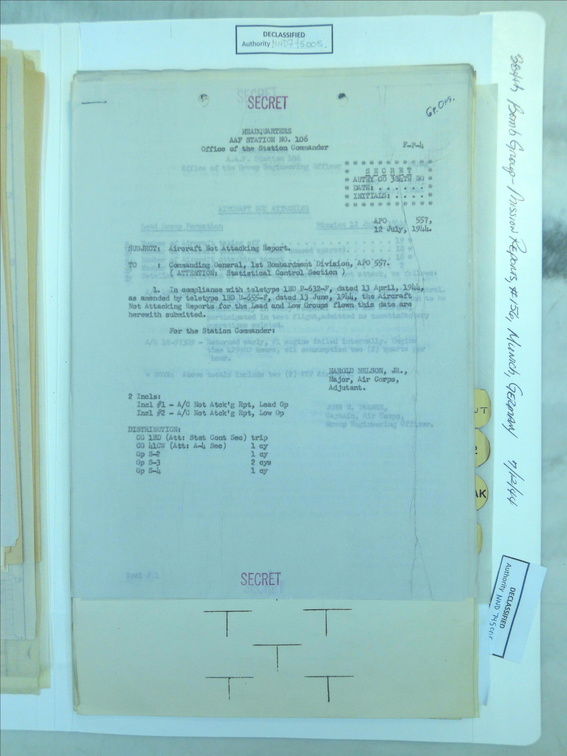 DECLASSIFIED
Authority NND 745005
SECRET
Gp. Om.
HEADQUARTERS
AAF STATION NO. 106
Office of the Station Commander
F-F-4
SECRET
AUTH: CG 384TH BG
DATE: . . . . . .
INITIALS: . . . .
APO 557,
12 July, 1944.
SUBJECT: Aircraft Not Attacking Report.
TO : Commanding General, 1st Bombardment Division, APO 557.
( ATTENTION: Statistical Control Section )
1. In compliance with teletype 1BD F-632-F, dated 13 April, 1944,
as amended by teletype 1BD D-655-F, dated 13 June, 1944, the Aircraft
Not Attacking Reports for the Lead and Low Groups flown this date are
herewith submitted.
For the Station Commander:
HAROLD NELSON, JR.,
Major, Air Corps,
Adjutant.
2 Incls:
Incl #1 - A/C Not Atck'g Rpt, Lead Gp
Incl #2 - A/C Not Atck'g Rpt, Low Gp
DISTRIBUTION:
CG 1BD (Att: Stat Cont Sec) trip
CG 41CW (Att: A-4 Sec) 1 cy
Gp S-2 1 cy
Gp S-3 2 cys
Gp S-4 1 cy
SECRET
384th Bomb Group - Mission Reports, #156, Munich, Germany 7/12/44
DECLASSIFIED
Authority NND 745005